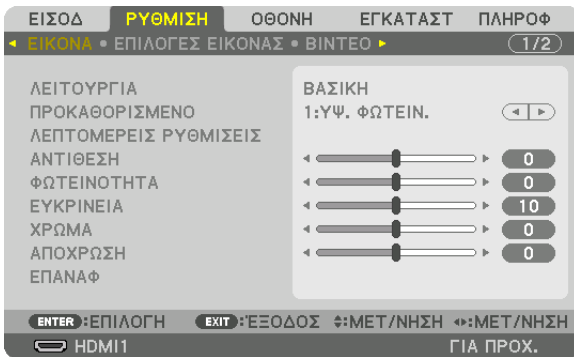 ΕΙΣΟΔ ΡΥΘΜΙΣΗ ΟΘΟΝΗ ΕΓΚΑΤΑΣΤ ΠΛΗΡΟΦ
ΕΙΚΟΝΑ • ΕΠΙΛΟΓΕΣ ΕΙΚΟΝΑΣ • ΒΙΝΤΕΟ 1/2
ΛΕΙΤΟΥΡΓΙΑ ΒΑΣΙΚΗ
ΠΡΟΚΑΘΟΡΙΣΜΕΝΟ 1:ΥΨ. ΦΩΤΕΙΝ.
ΛΕΠΤΟΜΕΡΕΙΣ ΡΥΘΜΙΣΕΙΣ
ΑΝΤΙΘΕΣΗ 0
ΦΩΤΕΙΝΟΤΗΤΑ 0
ΕΥΚΡΙΝΕΙΑ 10
ΧΡΩΜΑ 0
ΑΠΟΧΡΩΣΗ 0
ΕΠΑΝΑΦ
ENTER :ΕΠΙΛΟΓΗ EXIT :ΈΞΟΔΟΣ :ΜΕΤ/ΝΗΣΗ :ΜΕΤ/ΝΗΣΗ
HDMI1 ΓΙΑ ΠΡΟΧ.